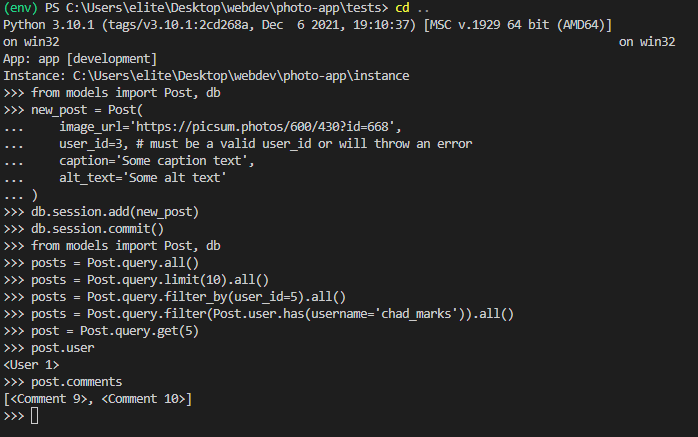 (env) PS C:\Users\elite\Desktop\webdev\photo-app\tests> cd ..
Python 3.10.1 (tags/v3.10.1:2cd268a, Dec  6 2021, 19:10:37) [MSC v.1929 64 bit (AMD64)]
on win32                                                                        on win32
App: app [development]
Instance: C:\Users\elite\Desktop\webdev\photo-app\instance
>>> from models import Post, db
>>> new_post = Post(
...     image_url='https://picsum.photos/600/430?id=668',
...     user_id=3, # must be a valid user_id or will throw an error
...     caption='Some caption text',
...     alt_text='Some alt text'
... )
>>> db.session.add(new_post)
>>> db.session.commit()
>>> from models import Post, db
>>> posts = Post.query.all()
>>> posts = Post.query.limit(10).all()
>>> posts = Post.query.filter_by(user_id=5).all()
>>> posts = Post.query.filter(Post.user.has(username='chad_marks')).all()
>>> post = Post.query.get(5)
>>> post.user
<User 1>
>>> post.comments
[<Comment 9>, <Comment 10>]
>>>